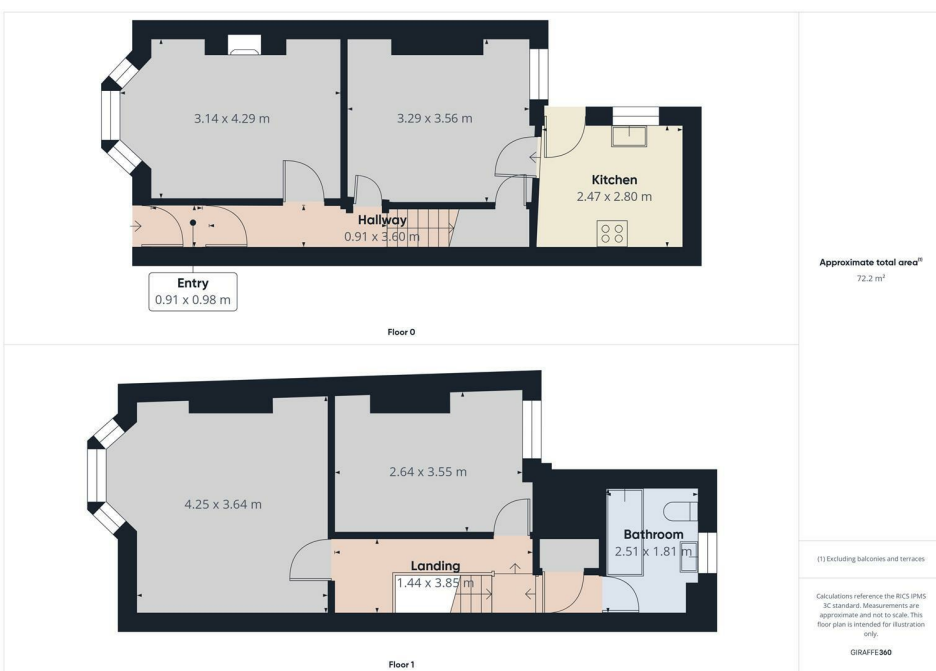 3.14 x 4.29 m
3.29 x 3.56 m
Kitchen
2.47 x 2.80 m
Hallway
0.91 x 3.60 m
Entry
0.91 x 0.98 m
Floor 0
4.25 x 3.64 m
2.64 x 3.55 m
Bathroom
2.51 x 1.81 m
Landing
1.44 x 3.85 m
Floor 1
Approximate total area(1)
72.2 m²
(1) Excluding balconies and terraces
Calculations reference the RICS IPMS
3C standard. Measurements are
approximate and not to scale. This
floor plan is intended for illustration
only.
GIRAFFE360